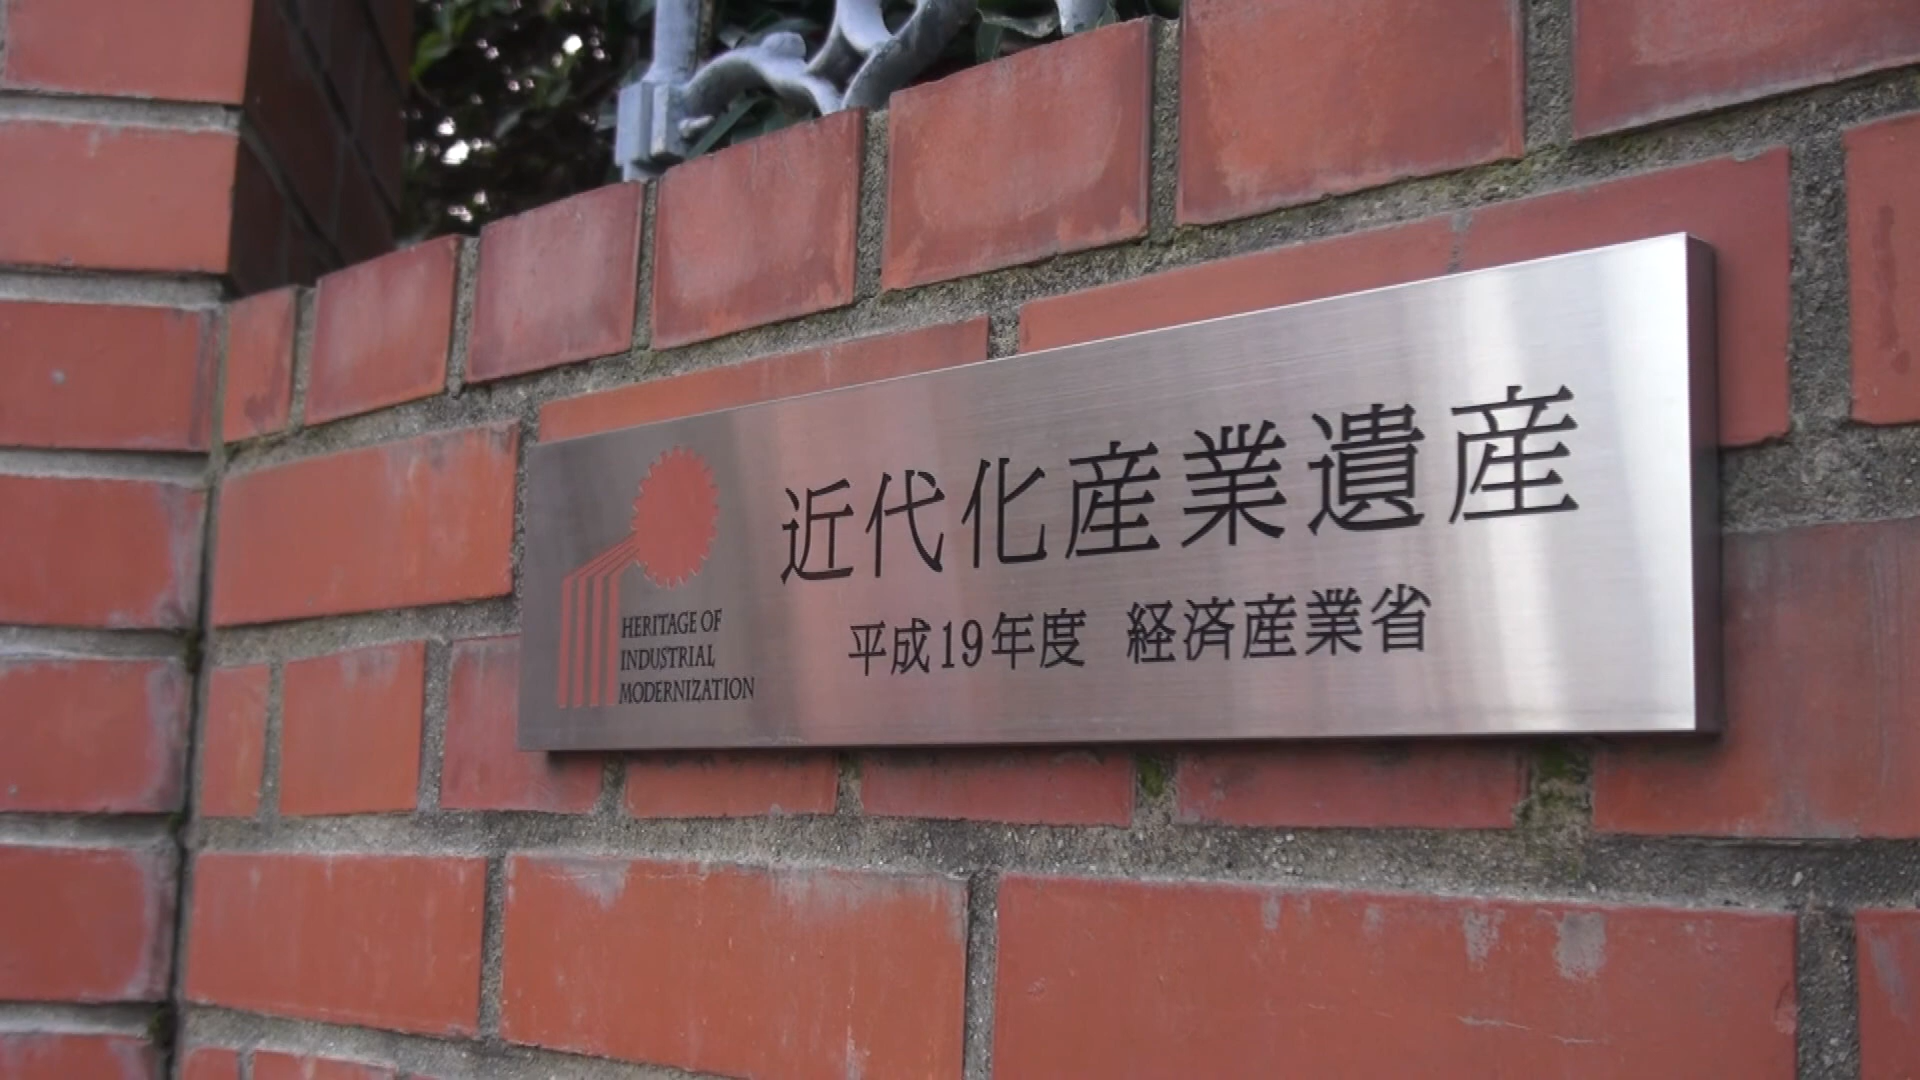 近代化産業遺産
平成19年度 経済産業省
HERITAGE OF
INDUSTRIAL
MODERNIZATION